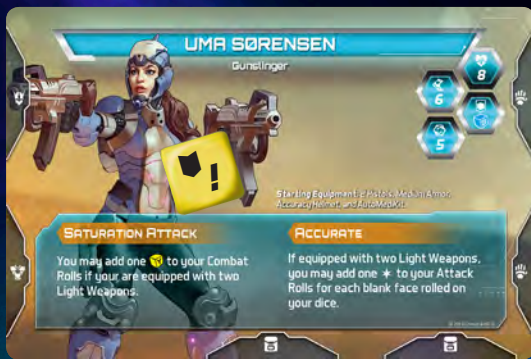 UMA SØRENSEN
Gunslinger
8
6
5
!
Starting Equipment: 2 Pistols, Medium Armor,
Accuracy Helmet, and AutoMediKit.
SATURATION ATTACK
You may add one to your Combat
Rolls if your are equipped with two
Light Weapons.
ACCURATE
If equipped with two Light Weapons,
you may add one ✶ to your Attack
Rolls for each blank face rolled on
your dice.